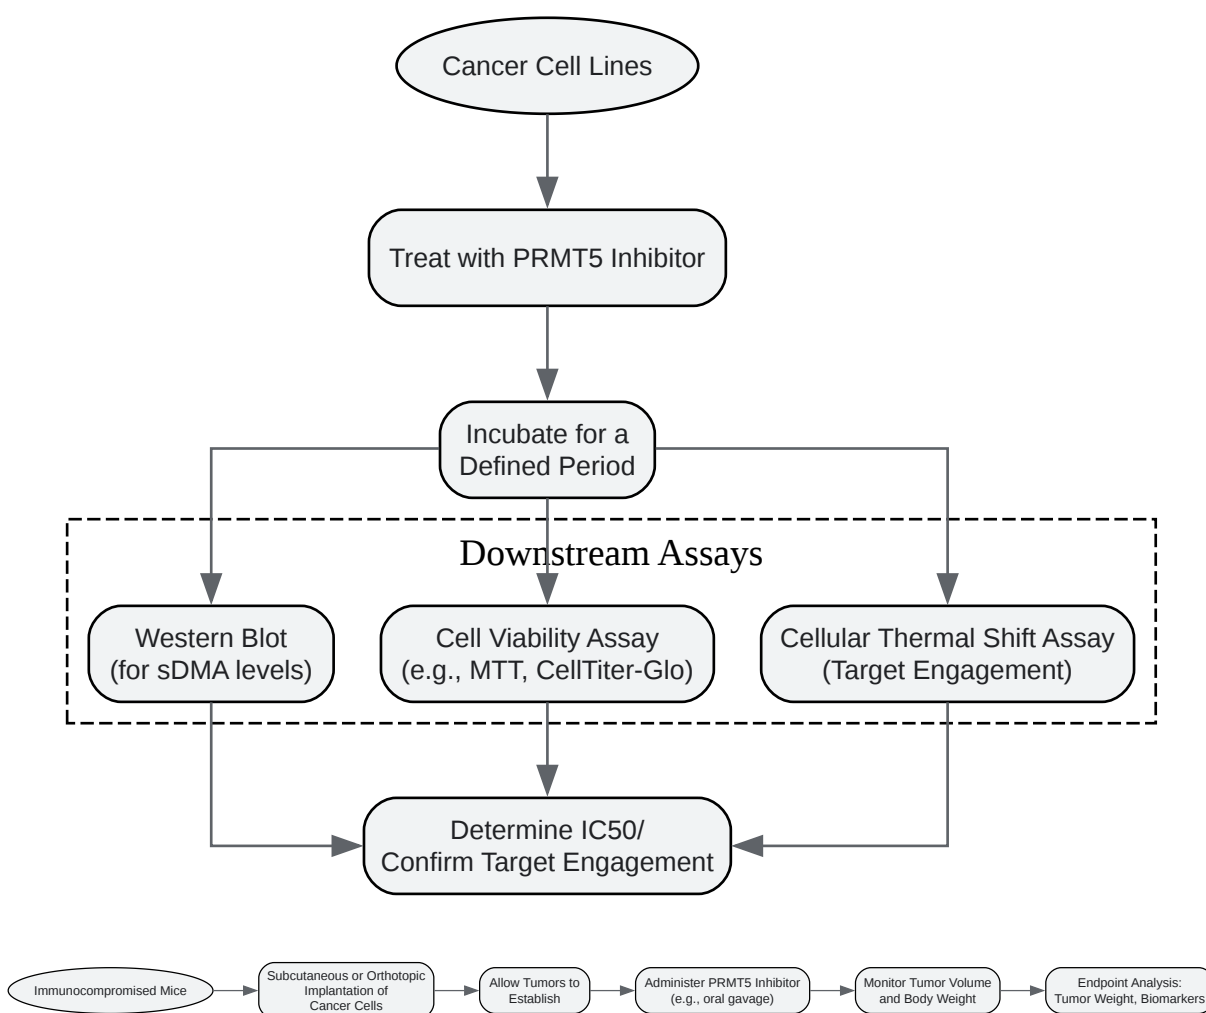 Cancer Cell Lines
Treat with PRMT5 Inhibitor
Incubate for a
Defined Period
Downstream Assays
Western Blot
(for sDMA levels)
Cell Viability Assay
(e.g., MTT, CellTiter-Glo)
Cellular Thermal Shift Assay
(Target Engagement)
Determine IC50/
Confirm Target Engagement
Immunocompromised Mice
Subcutaneous or Orthotopic
Implantation of
Cancer Cells
Allow Tumors to
Establish
Administer PRMT5 Inhibitor
(e.g., oral gavage)
Monitor Tumor Volume
and Body Weight
Endpoint Analysis:
Tumor Weight, Biomarkers